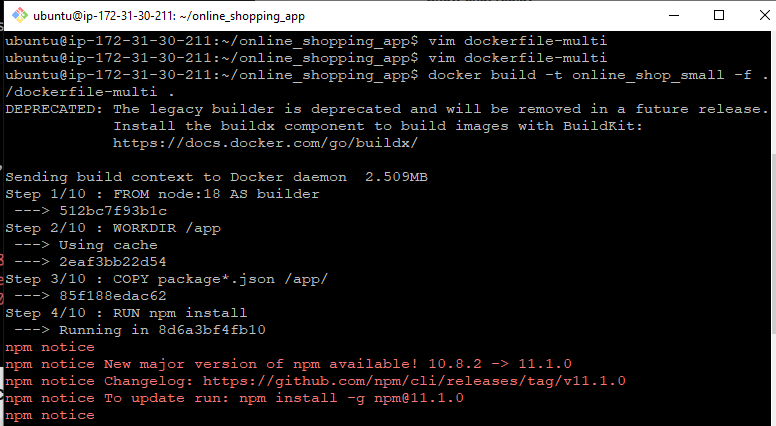 ubuntu@ip-172-31-30-211: ~/online_shopping_app
ubuntu@ip-172-31-30-211:~/online_shopping_app$ vim dockerfile-multi
ubuntu@ip-172-31-30-211:~/online_shopping_app$ vim dockerfile-multi
ubuntu@ip-172-31-30-211:~/online_shopping_app$ docker build -t online_shop_small -f .
/dockerfile-multi .
DEPRECATED: The legacy builder is deprecated and will be removed in a future release.
            Install the buildx component to build images with BuildKit:
            https://docs.docker.com/go/buildx/
Sending build context to Docker daemon  2.509MB
Step 1/10 : FROM node:18 AS builder
 ---> 512bc7f93b1c
Step 2/10 : WORKDIR /app
 ---> Using cache
 ---> 2eaf3bb22d54
Step 3/10 : COPY package*.json /app/
 ---> 85f188edac62
Step 4/10 : RUN npm install
 ---> Running in 8d6a3bf4fb10
npm notice
npm notice New major version of npm available! 10.8.2 -> 11.1.0
npm notice Changelog: https://github.com/npm/cli/releases/tag/v11.1.0
npm notice To update run: npm install -g npm@11.1.0
npm notice